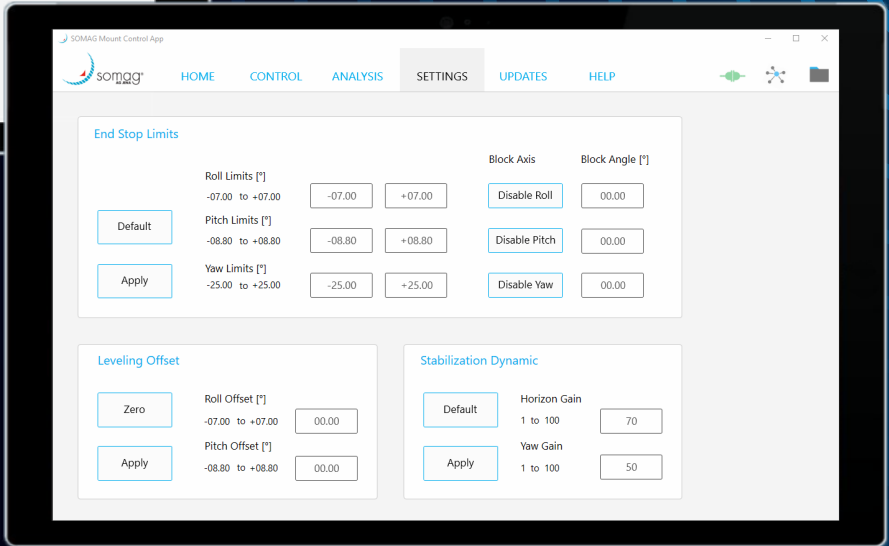 SOMAG Mount Control App
somag®
AG JENA
HOME CONTROL ANALYSIS SETTINGS UPDATES HELP
End Stop Limits
Block Axis Block Angle [°]
Roll Limits [°]
-07.00 to +07.00 -07.00 +07.00 Disable Roll 00.00
Pitch Limits [°]
Default
-08.80 to +08.80 -08.80 +08.80 Disable Pitch 00.00
Yaw Limits [°]
Apply
-25.00 to +25.00 -25.00 +25.00 Disable Yaw 00.00
Leveling Offset
Roll Offset [°]
Zero
-07.00 to +07.00 00.00
Pitch Offset [°]
Apply
-08.80 to +08.80 00.00
Stabilization Dynamic
Horizon Gain
Default
1 to 100 70
Yaw Gain
Apply
1 to 100 50